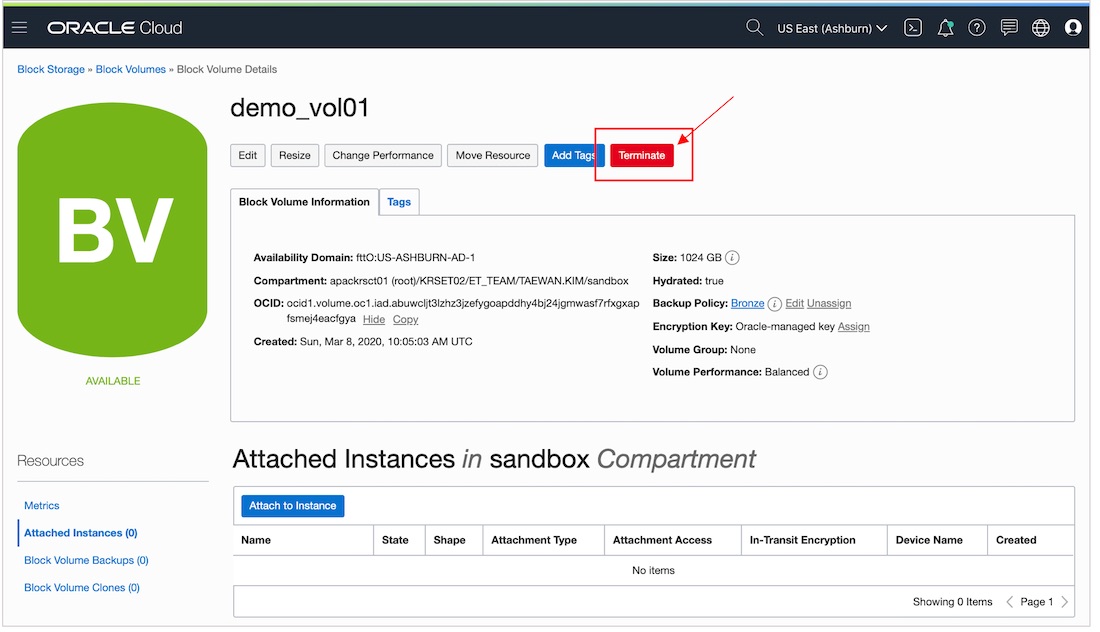 ORACLE Cloud
US East (Ashburn)
Block Storage » Block Volumes » Block Volume Details
BV
AVAILABLE
demo_vol01
Edit Resize Change Performance Move Resource Add Tags Terminate
Block Volume Information Tags
Availability Domain: fttO:US-ASHBURN-AD-1
Compartment: apackrsct01 (root)/KRSET02/ET_TEAM/TAEWAN.KIM/sandbox
OCID: ocid1.volume.oc1.iad.abuwcljt3lzhz3jzefygoapddhy4bj24jgmwasf7rfxgxap
fsmej4eacfgya Hide Copy
Created: Sun, Mar 8, 2020, 10:05:03 AM UTC
Size: 1024 GB i
Hydrated: true
Backup Policy: Bronze i Edit Unassign
Encryption Key: Oracle-managed key Assign
Volume Group: None
Volume Performance: Balanced i
Resources
Metrics
Attached Instances (0)
Block Volume Backups (0)
Block Volume Clones (0)
Attached Instances in sandbox Compartment
Attach to Instance
Name State Shape Attachment Type Attachment Access In-Transit Encryption Device Name Created
No items
Showing 0 Items < Page 1 >